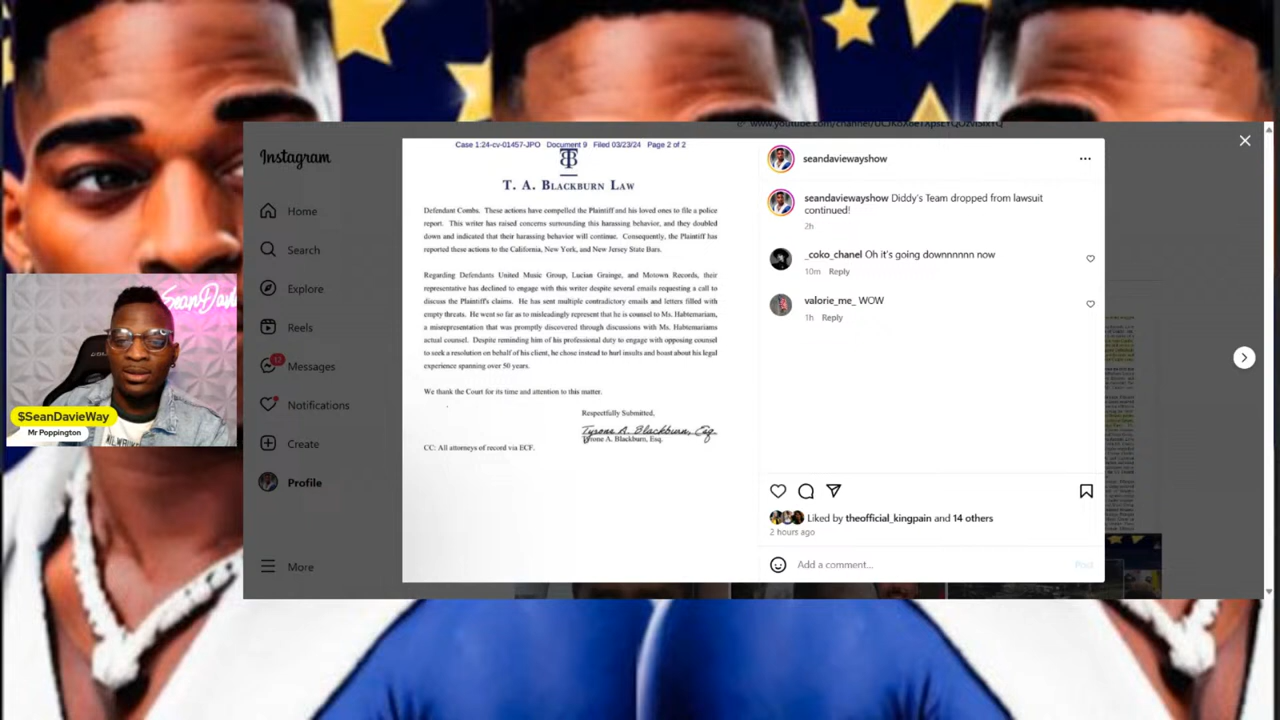 www.youtube.com/channel/
Instagram
Home
Search
Explore
Reels
12
Messages
Notifications
Create
Profile
More
SeanDavi
$SeanDavieWay
Mr Poppington
Case 1:24-cv-01457-JPO Document 9 Filed 03/23/24 Page 2 of 2
T. A. BLACKBURN LAW
Defendant Combs. These actions have compelled the Plaintiff and his loved ones to file a police
report. This writer has raised concerns surrounding this harassing behavior, and they doubled
down and indicated that their harassing behavior will continue. Consequently, the Plaintiff has
reported these actions to the California, New York, and New Jersey State Bars.
Regarding Defendants United Music Group, Lucian Grainge, and Motown Records, their
representative has declined to engage with this writer despite several emails requesting a call to
discuss the Plaintiff's claims. He has sent multiple contradictory emails and letters filled with
empty threats. He went so far as to misleadingly represent that he is counsel to Ms. Habtemariam,
a misrepresentation that was promptly discovered through discussions with Ms. Habtemariams
actual counsel. Despite reminding him of his professional duty to engage with opposing counsel
to seek a resolution on behalf of his client, he chose instead to hurl insults and boast about his legal
experience spanning over 50 years.
We thank the Court for its time and attention to this matter.
Respectfully Submitted,
Tyrone A. Blackburn, Esq.
Tyrone A. Blackburn, Esq.
CC: All attorneys of record via ECF.
seandaviewayshow
seandaviewayshow Diddy's Team dropped from lawsuit
continued!
2h
_coko_chanel Oh it's going downnnnnn now
10m Reply
valorie_me_ WOW
1h Reply
Liked by theofficial_kingpain and 14 others
2 hours ago
Add a comment...
Post